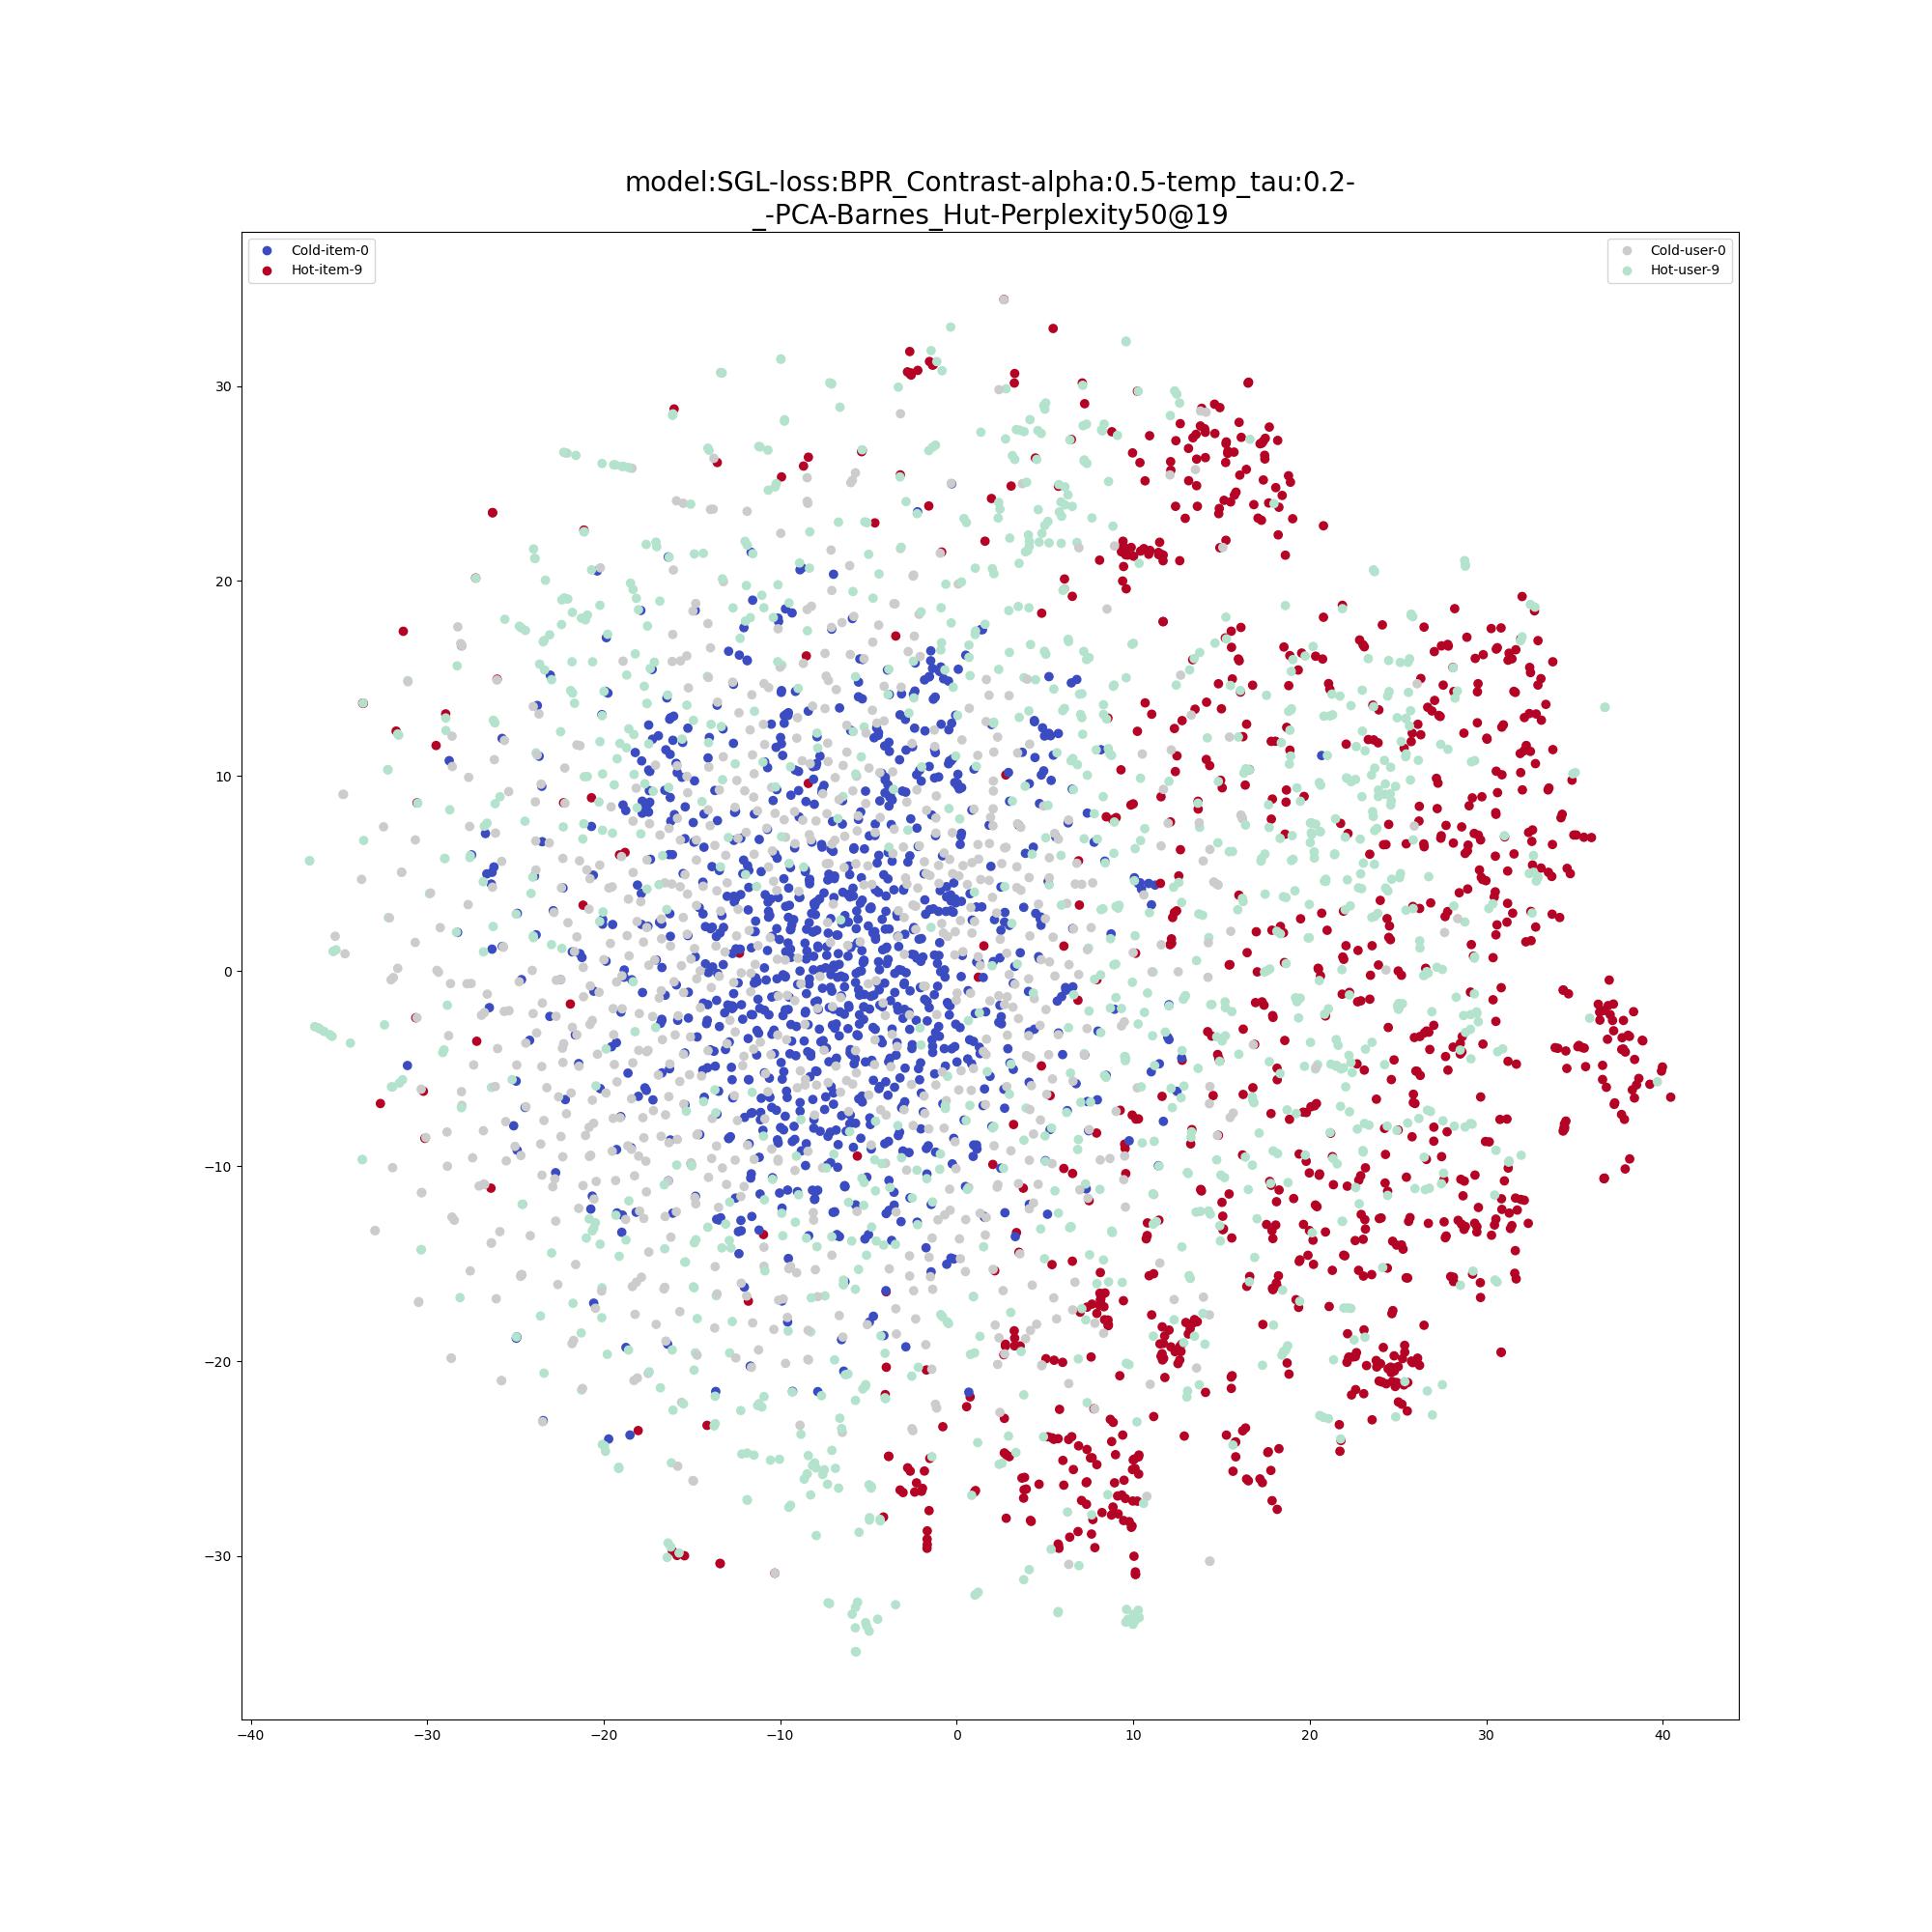 model:SGL-loss:BPR_Contrast-alpha:0.5-temp_tau:0.2-
_-PCA-Barnes_Hut-Perplexity50@19
Cold-item-0
Hot-item-9
Cold-user-0
Hot-user-9
30
20
10
0
−10
−20
−30
−40 −30 −20 −10 0 10 20 30 40